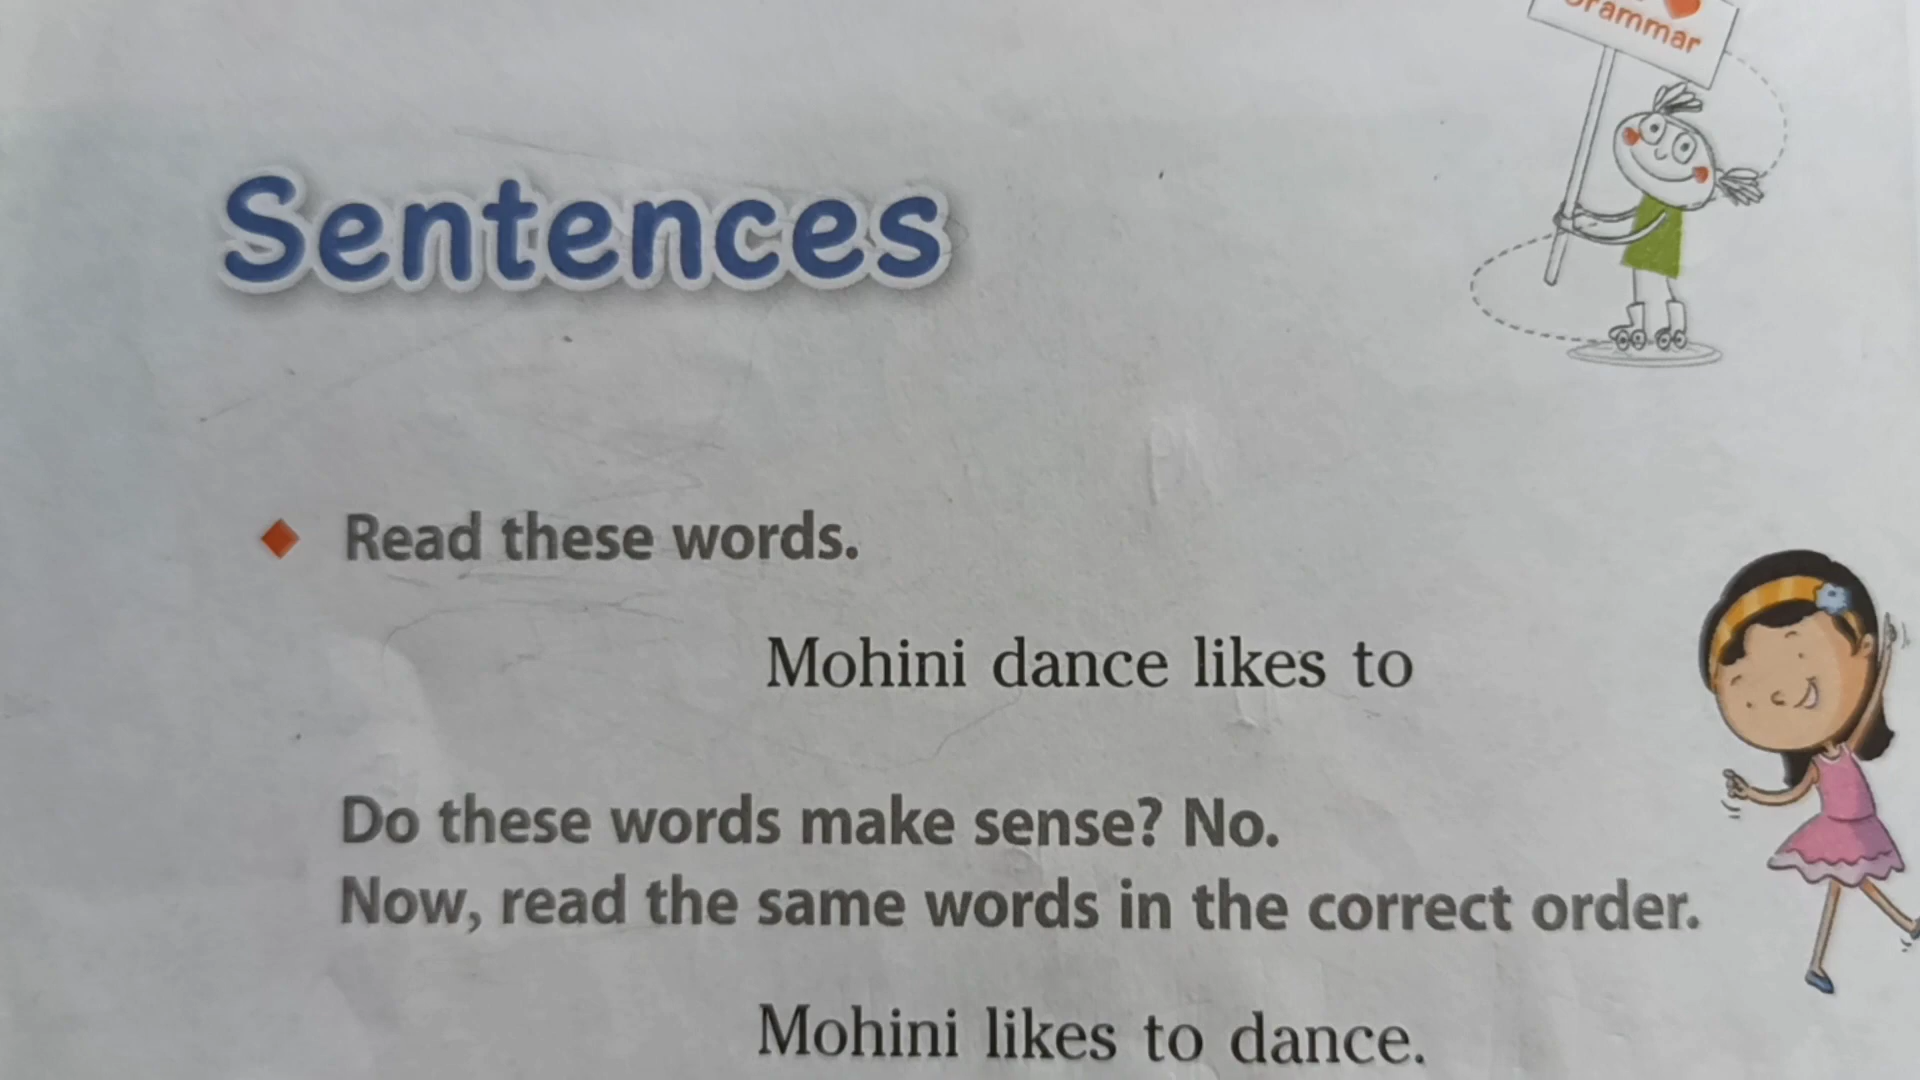 Grammar
Sentences
Read these words.
Mohini dance likes to
Do these words make sense? No.
Now, read the same words in the correct order.
Mohini likes to dance.